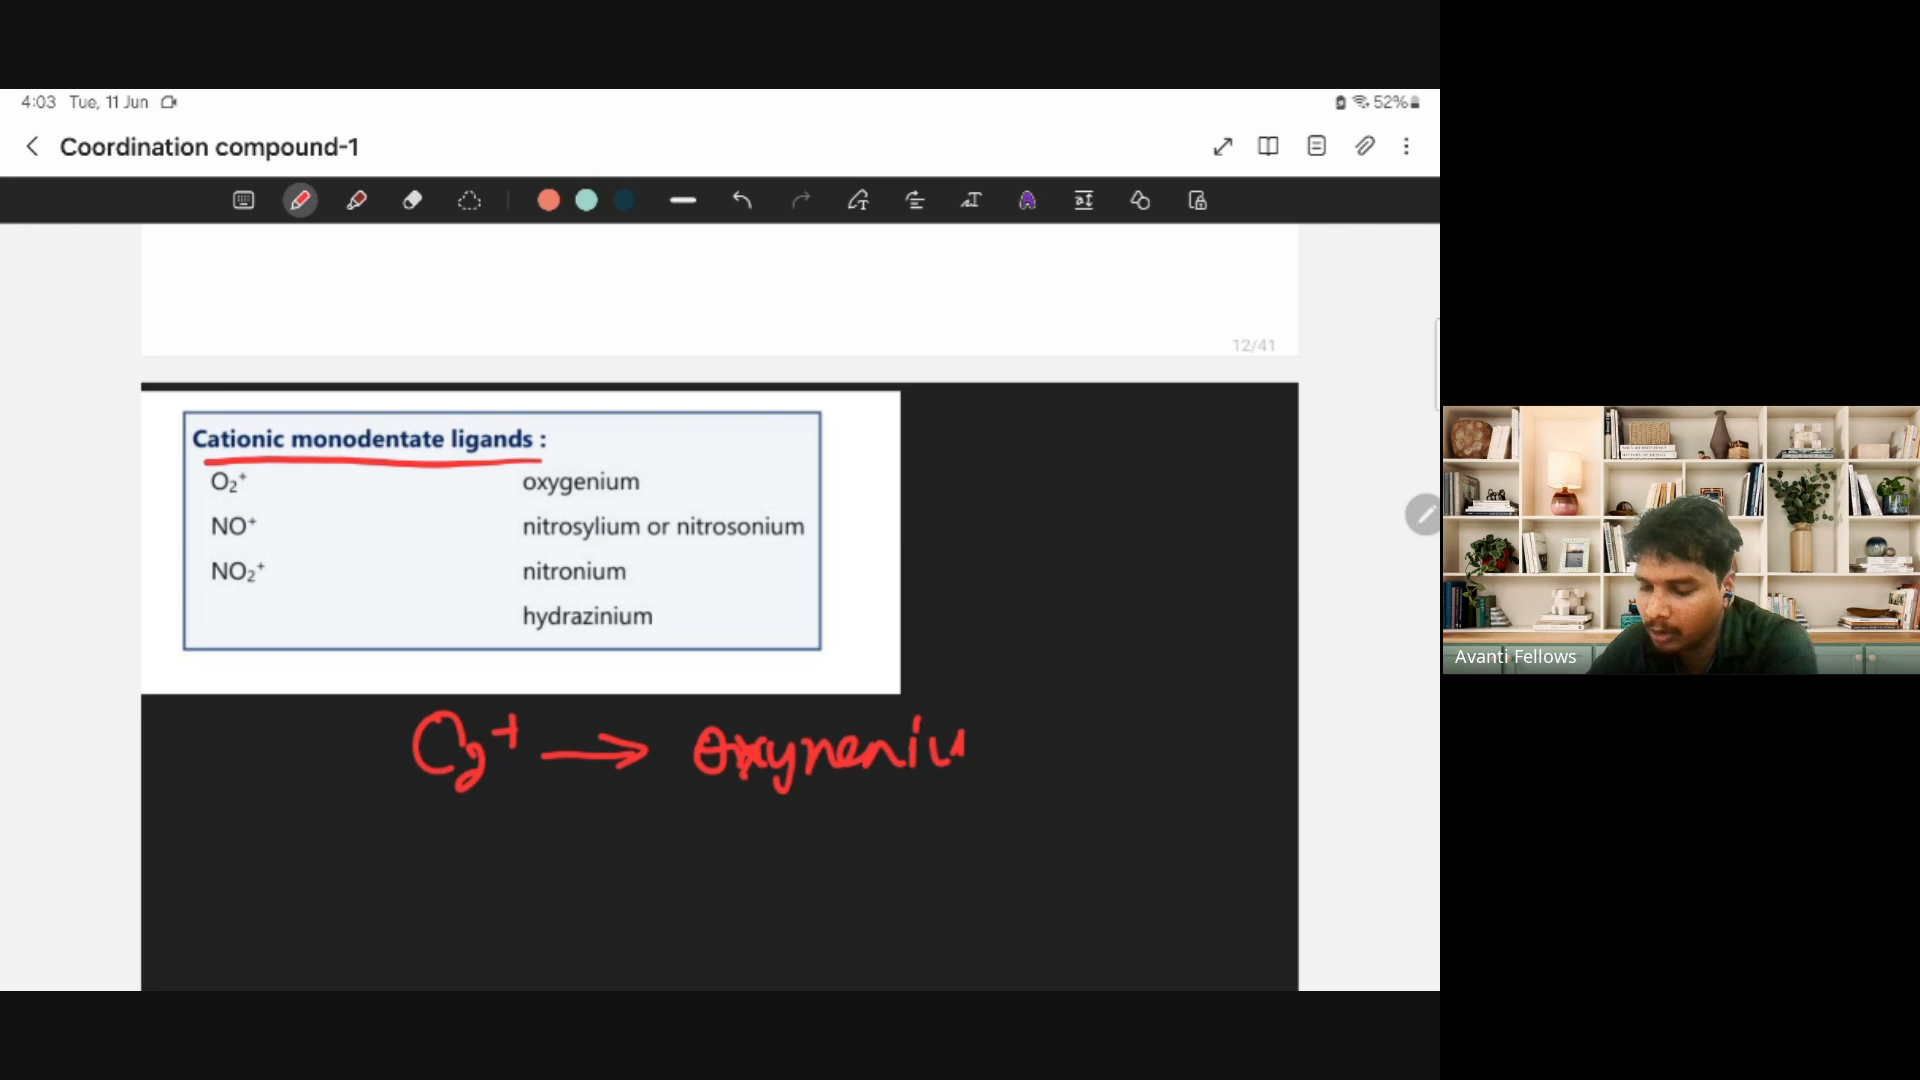 4:03 Tue, 11 Jun
52%
Coordination compound-1
12/41
Cationic monodentate ligands :
O₂⁺ oxygenium
NO⁺ nitrosylium or nitrosonium
NO₂⁺ nitronium
hydrazinium
O₂⁺ → oxyneniu
Avanti Fellows